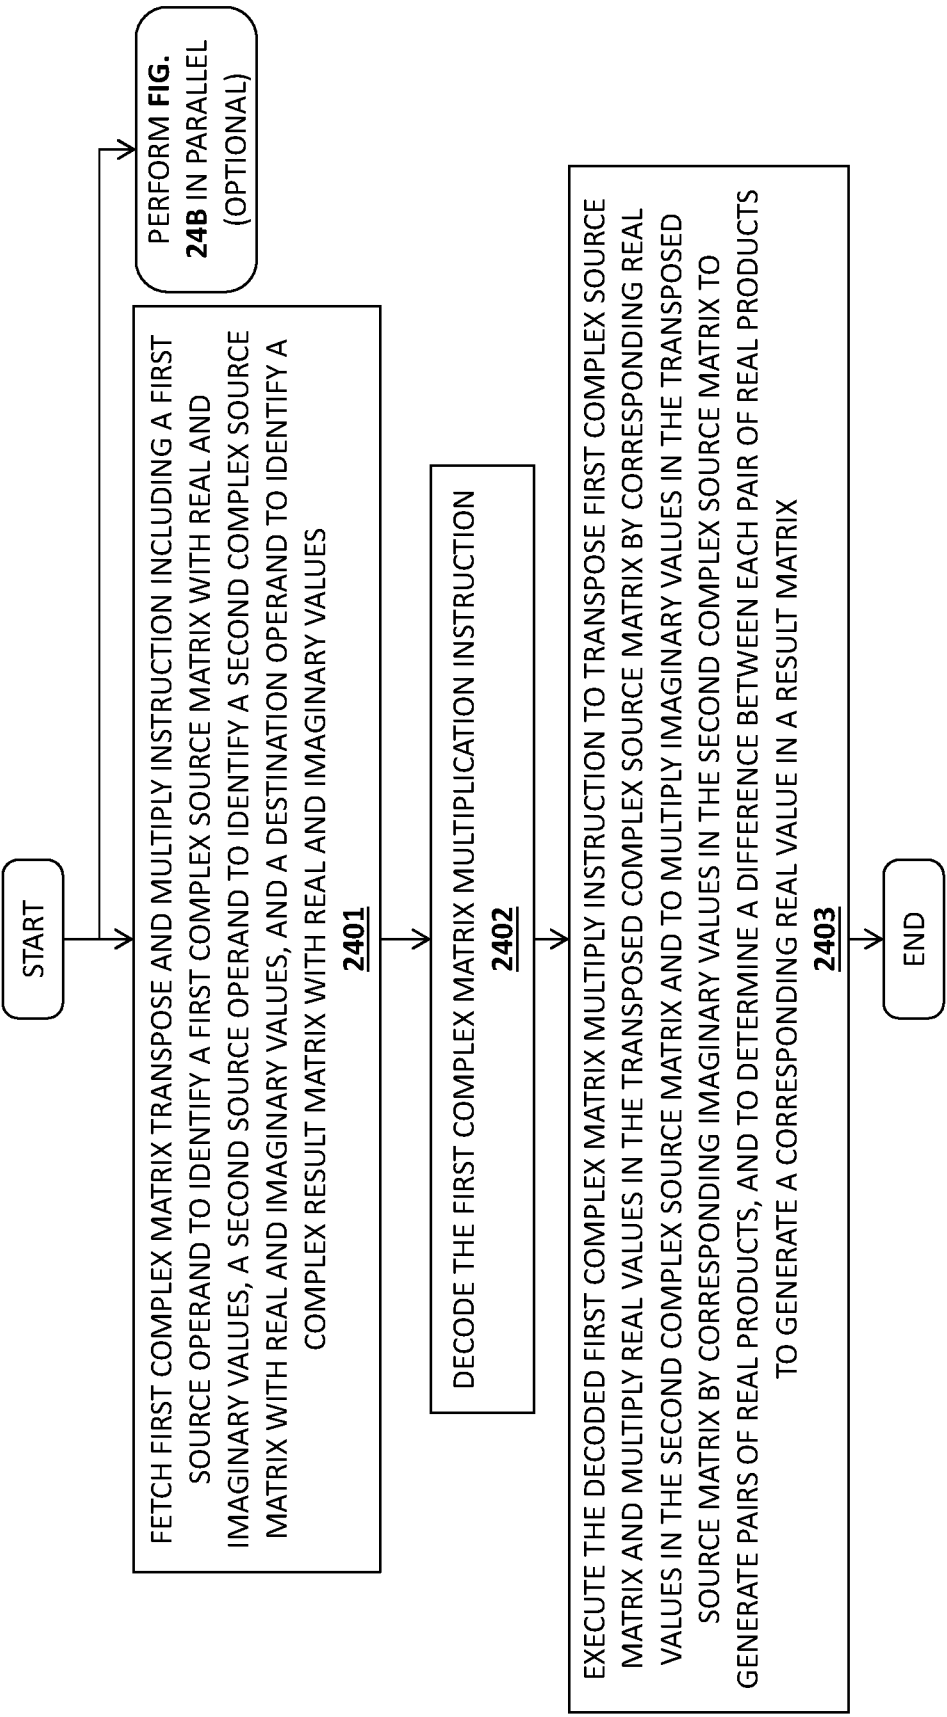 START
PERFORM FIG.
24B IN PARALLEL
(OPTIONAL)
FETCH FIRST COMPLEX MATRIX TRANSPOSE AND MULTIPLY INSTRUCTION INCLUDING A FIRST
SOURCE OPERAND TO IDENTIFY A FIRST COMPLEX SOURCE MATRIX WITH REAL AND
IMAGINARY VALUES, A SECOND SOURCE OPERAND TO IDENTIFY A SECOND COMPLEX SOURCE
MATRIX WITH REAL AND IMAGINARY VALUES, AND A DESTINATION OPERAND TO IDENTIFY A
COMPLEX RESULT MATRIX WITH REAL AND IMAGINARY VALUES
2401
DECODE THE FIRST COMPLEX MATRIX MULTIPLICATION INSTRUCTION
2402
EXECUTE THE DECODED FIRST COMPLEX MATRIX MULTIPLY INSTRUCTION TO TRANSPOSE FIRST COMPLEX SOURCE
MATRIX AND MULTIPLY REAL VALUES IN THE TRANSPOSED COMPLEX SOURCE MATRIX BY CORRESPONDING REAL
VALUES IN THE SECOND COMPLEX SOURCE MATRIX AND TO MULTIPLY IMAGINARY VALUES IN THE TRANSPOSED
SOURCE MATRIX BY CORRESPONDING IMAGINARY VALUES IN THE SECOND COMPLEX SOURCE MATRIX TO
GENERATE PAIRS OF REAL PRODUCTS, AND TO DETERMINE A DIFFERENCE BETWEEN EACH PAIR OF REAL PRODUCTS
TO GENERATE A CORRESPONDING REAL VALUE IN A RESULT MATRIX
2403
END